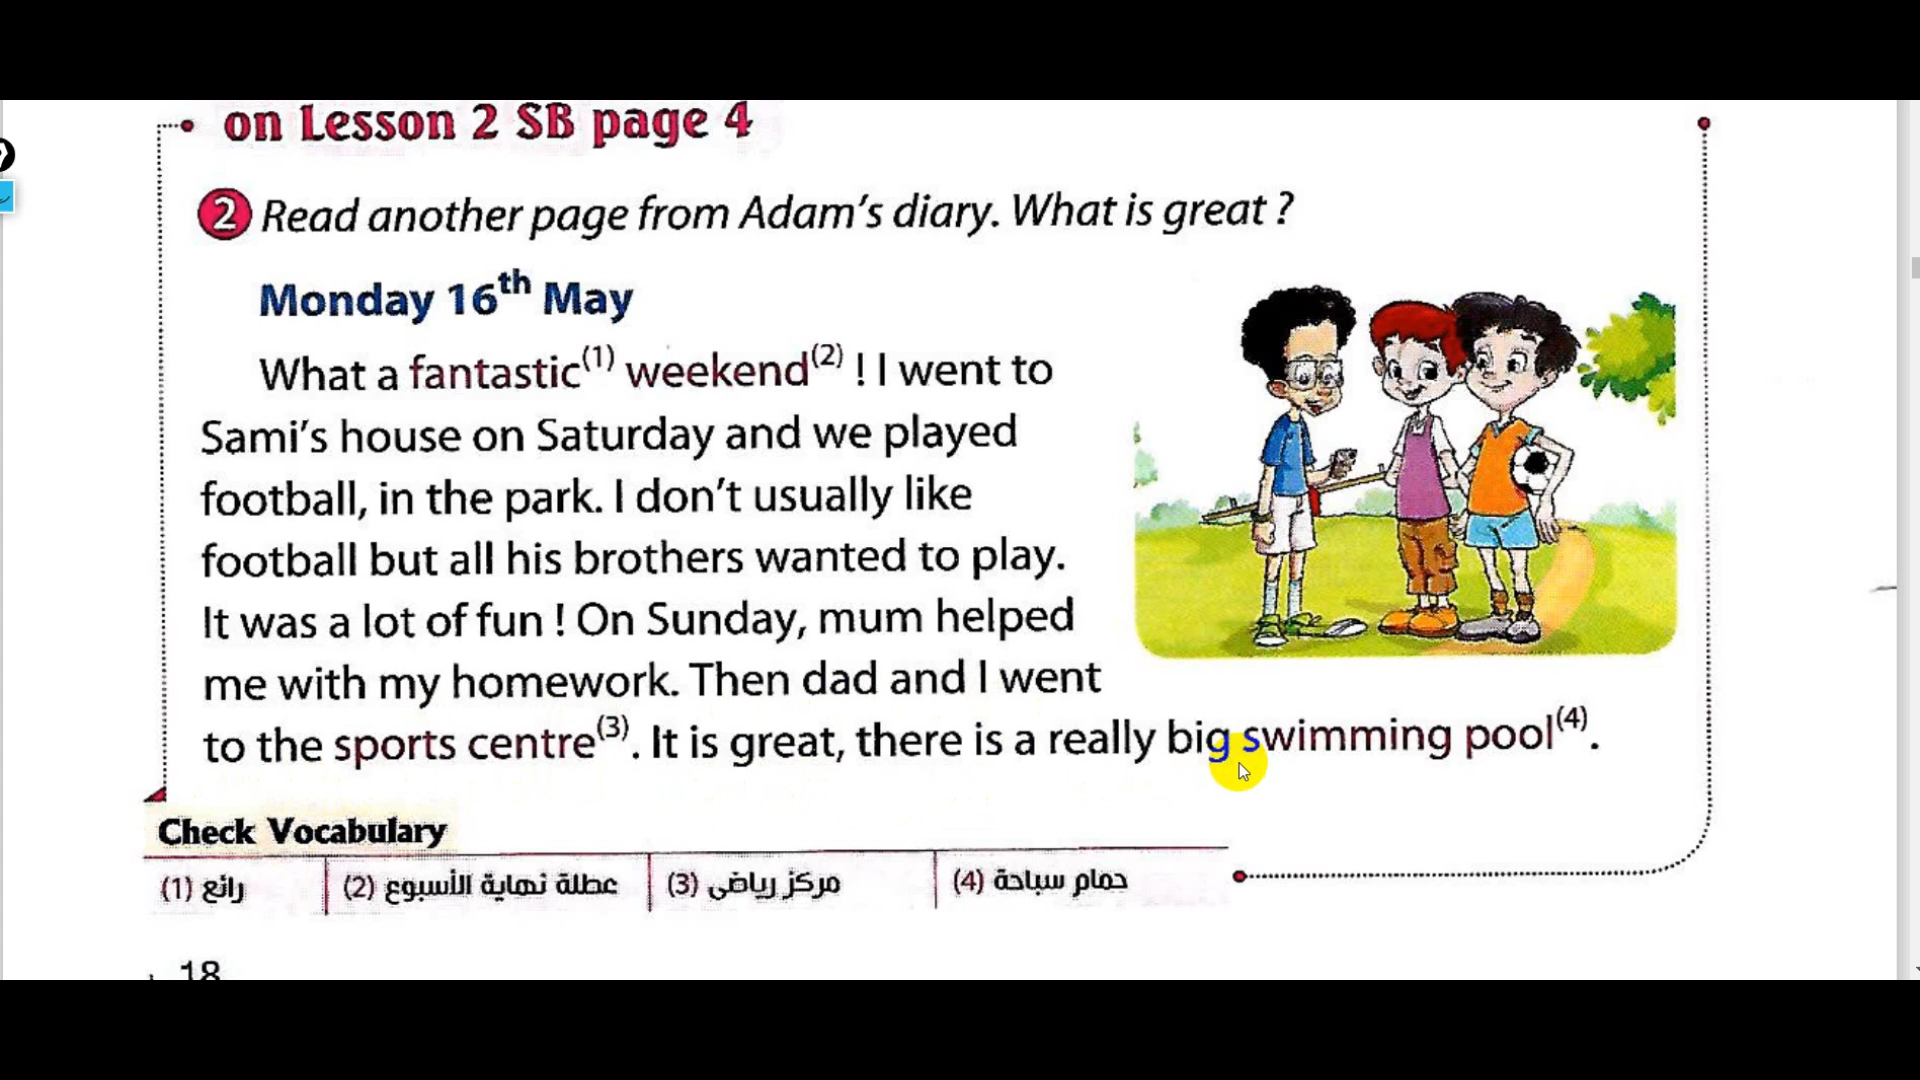 on Lesson 2 SB page 4
2 Read another page from Adam's diary. What is great ?
Monday 16th May
What a fantastic(1) weekend(2) ! I went to
Sami's house on Saturday and we played
football, in the park. I don't usually like
football but all his brothers wanted to play.
It was a lot of fun ! On Sunday, mum helped
me with my homework. Then dad and I went
to the sports centre(3). It is great, there is a really big swimming pool(4).
Check Vocabulary
(1) رائع
(2) عطلة نهاية الأسبوع
(3) مركز رياضى
(4) حمام سباحة
18